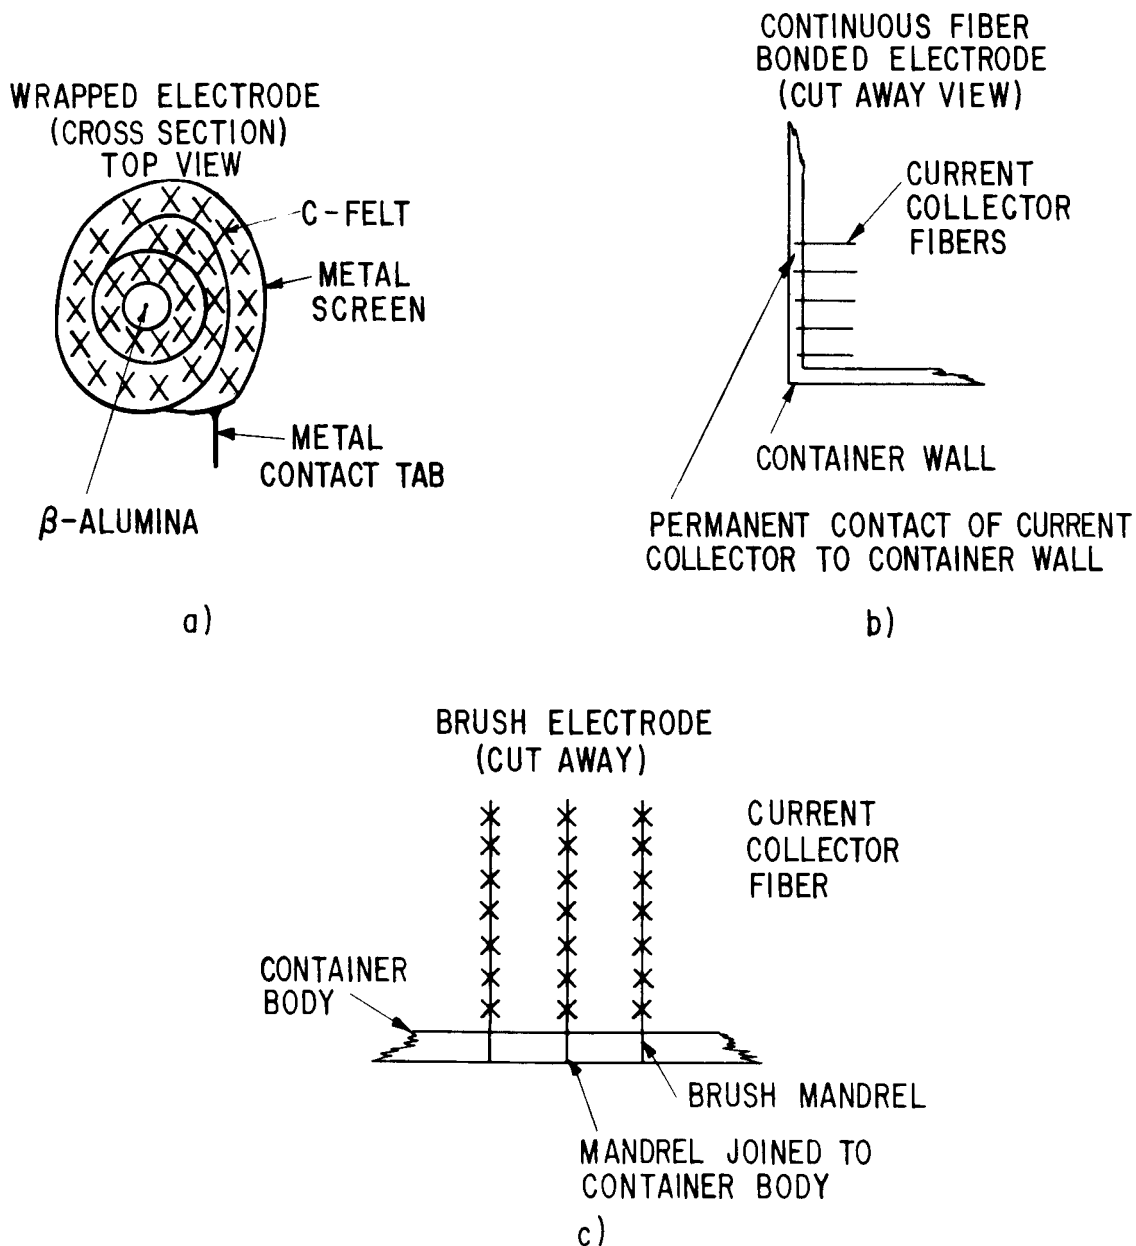 WRAPPED ELECTRODE
(CROSS SECTION)
TOP VIEW
C-FELT
METAL
SCREEN
METAL
CONTACT TAB
β-ALUMINA
a)
CONTINUOUS FIBER
BONDED ELECTRODE
(CUT AWAY VIEW)
CURRENT
COLLECTOR
FIBERS
CONTAINER WALL
PERMANENT CONTACT OF CURRENT
COLLECTOR TO CONTAINER WALL
b)
BRUSH ELECTRODE
(CUT AWAY)
CURRENT
COLLECTOR
FIBER
CONTAINER
BODY
BRUSH MANDREL
MANDREL JOINED TO
CONTAINER BODY
c)